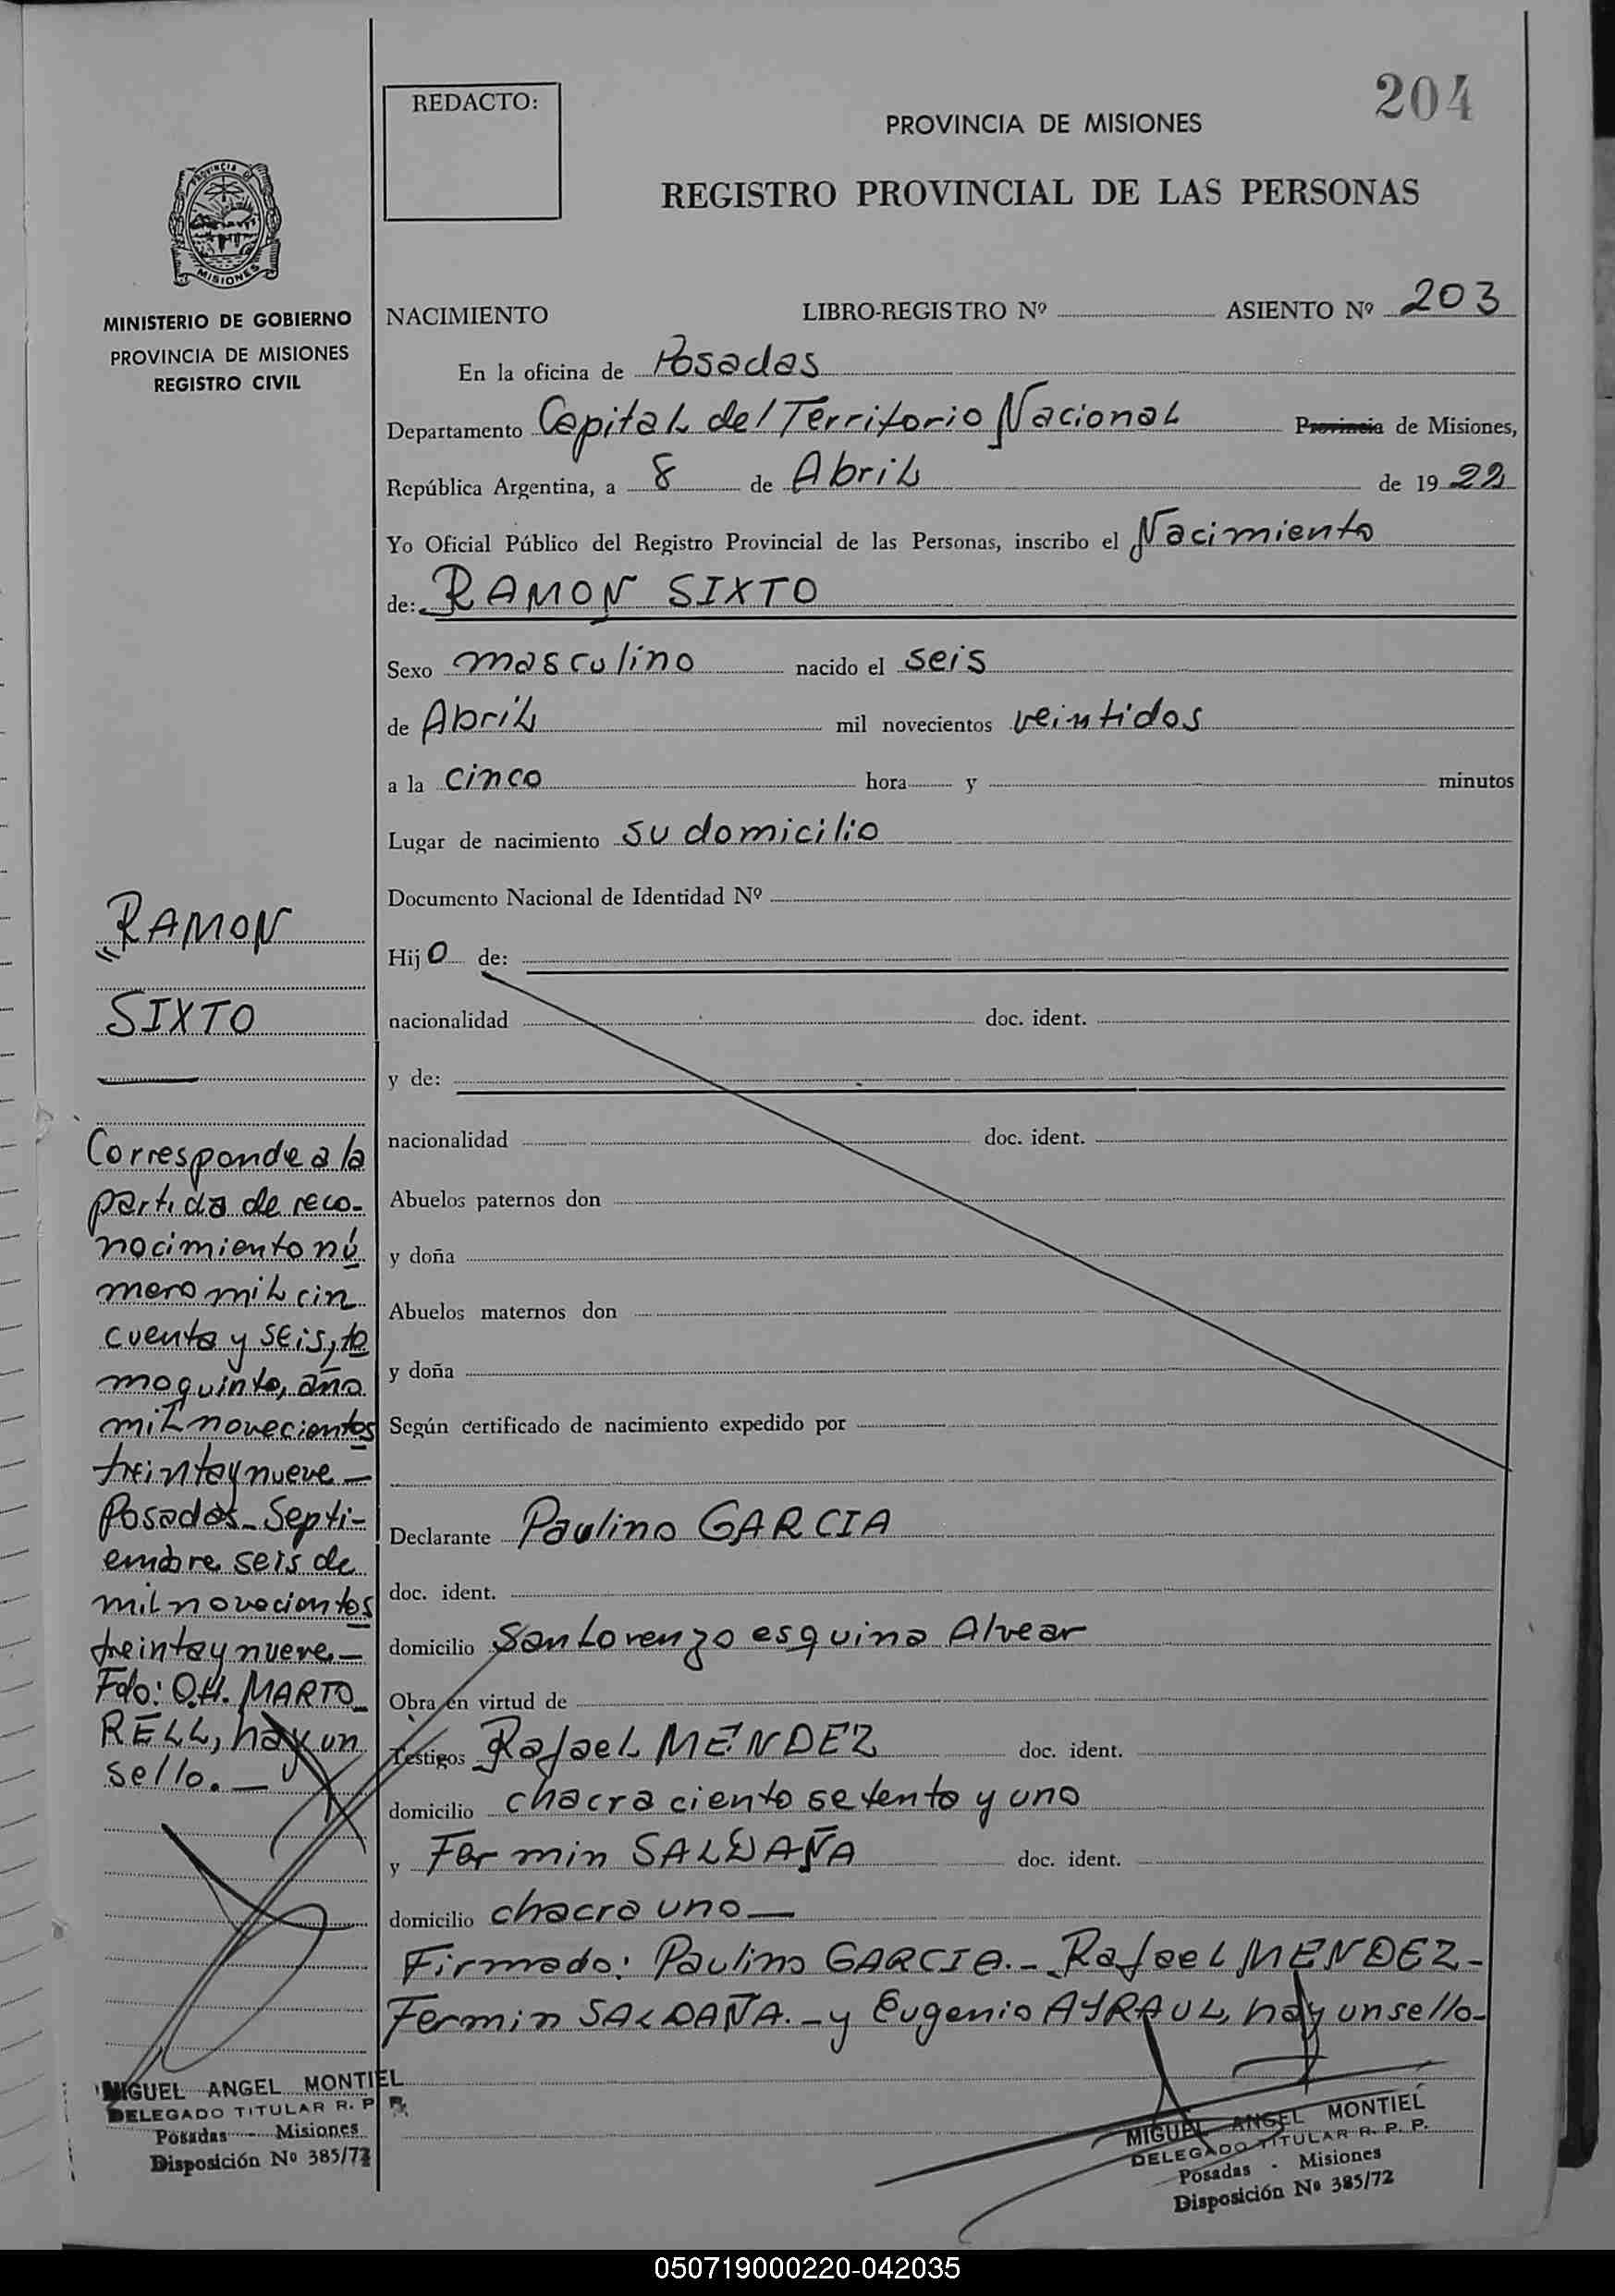 204
REDACTO:
PROVINCIA DE MISIONES
REGISTRO PROVINCIAL DE LAS PERSONAS
PROVINCIA DE
MISIONES
MINISTERIO DE GOBIERNO
PROVINCIA DE MISIONES
REGISTRO CIVIL
NACIMIENTO LIBRO-REGISTRO Nº ASIENTO Nº 203
En la oficina de Posadas
Departamento Capital del Territorio Nacional Provincia de Misiones,
República Argentina, a 8 de Abril de 19 22
Yo Oficial Público del Registro Provincial de las Personas, inscribo el Nacimiento
de: RAMON SIXTO
Sexo masculino nacido el seis
de Abril mil novecientos veintidos
a la cinco hora y minutos
Lugar de nacimiento su domicilio
Documento Nacional de Identidad Nº
Hijo de:
nacionalidad doc. ident.
y de:
nacionalidad doc. ident.
Abuelos paternos don
y doña
Abuelos maternos don
y doña
Según certificado de nacimiento expedido por
Declarante Paulino GARCIA
doc. ident.
domicilio San Lorenzo esquina Alvear
Obra en virtud de
Testigos Rafael MENDEZ doc. ident.
domicilio chacra ciento setenta y uno
y Fermin SALDAÑA doc. ident.
domicilio chacra uno—
Firmado: Paulino GARCIA.- Rafael MENDEZ-
Fermin SALDAÑA.-y Eugenio AYRAUL, hay un sello-
MIGUEL ANGEL MONTIEL
DELEGADO TITULAR R. P. P.
Posadas - Misiones
Disposición Nº 385/72
RAMON
SIXTO
Corresponde a la
partida de reco-
nocimiento nú
mero mil cin
cuenta y seis, to
mo quinto, año
mil novecientos
treinta y nueve—
Posadas-Septi-
embre seis de
mil novecientos
treinta y nueve.—
Fdo: O.H. MARTO
RELL, hay un
sello.—
MIGUEL ANGEL MONTIEL
DELEGADO TITULAR R. P. P.
Posadas - Misiones
Disposición Nº 385/72
050719000220-042035